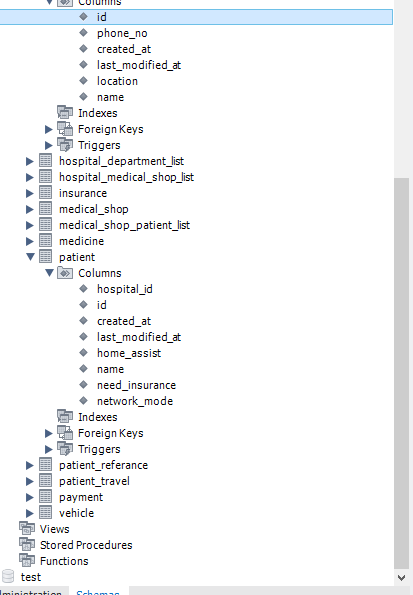 Columns
id
phone_no
created_at
last_modified_at
location
name
Indexes
Foreign Keys
Triggers
hospital_department_list
hospital_medical_shop_list
insurance
medical_shop
medical_shop_patient_list
medicine
patient
Columns
hospital_id
id
created_at
last_modified_at
home_assist
name
need_insurance
network_mode
Indexes
Foreign Keys
Triggers
patient_referance
patient_travel
payment
vehicle
Views
Stored Procedures
Functions
test
ministration Schemas